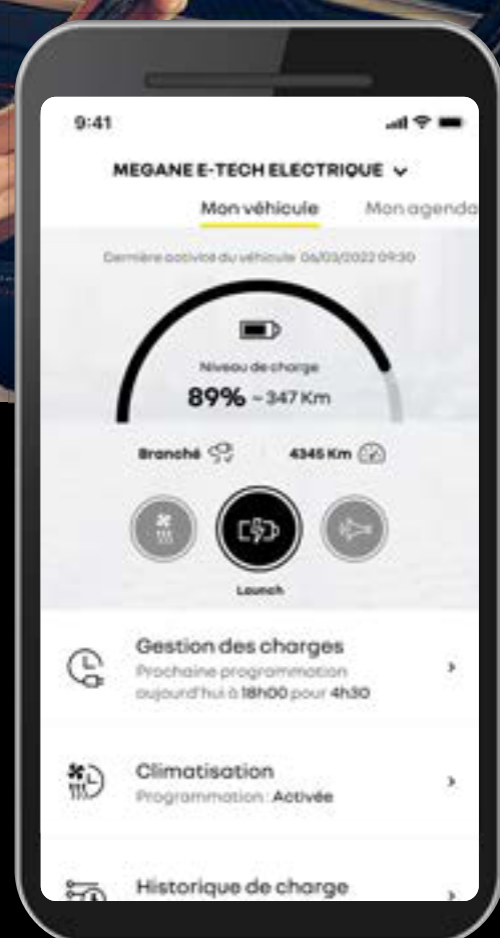 9:41
MEGANE E-TECH ELECTRIQUE
Mon véhicule Mon agenda
Dernière activité du véhicule 06/03/2022 09:30
Niveau de charge
89% ~ 347 Km
Branché 4345 Km
Launch
Gestion des charges
Prochaine programmation
aujourd'hui à 18h00 pour 4h30
Climatisation
Programmation : Activée
Historique de charge